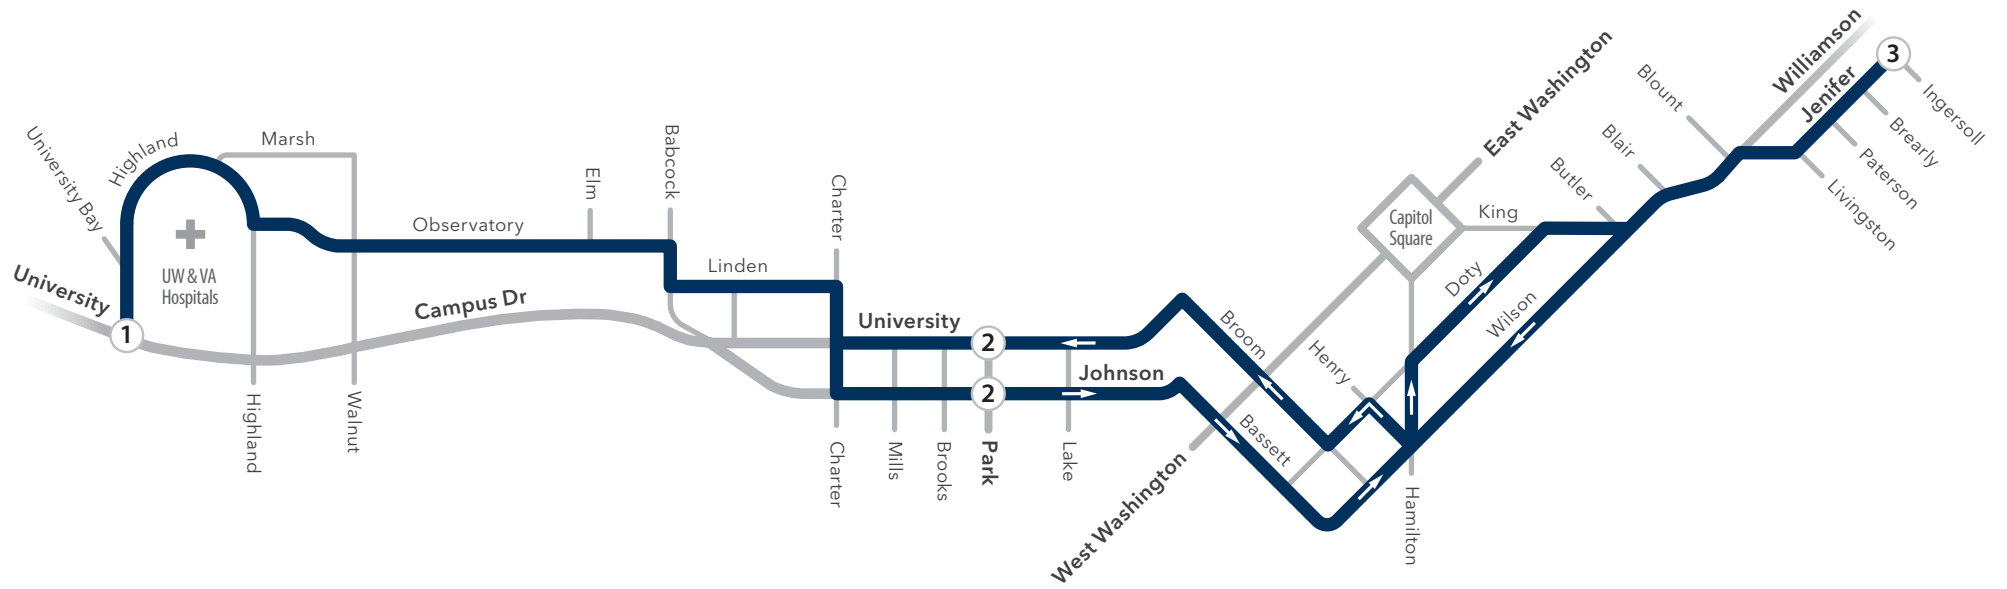 University Bay
Highland
Marsh
University
1
UW & VA
Hospitals
Highland
Walnut
Observatory
Campus Dr
Elm
Babcock
Linden
Charter
University
2
2
Johnson
Charter
Mills
Brooks
Park
Lake
West Washington
Bassett
Broom
Henry
Hamilton
Capitol
Square
East Washington
King
Doty
Wilson
Butler
Blair
Blount
Williamson
Jenifer
3
Ingersoll
Brearly
Paterson
Livingston